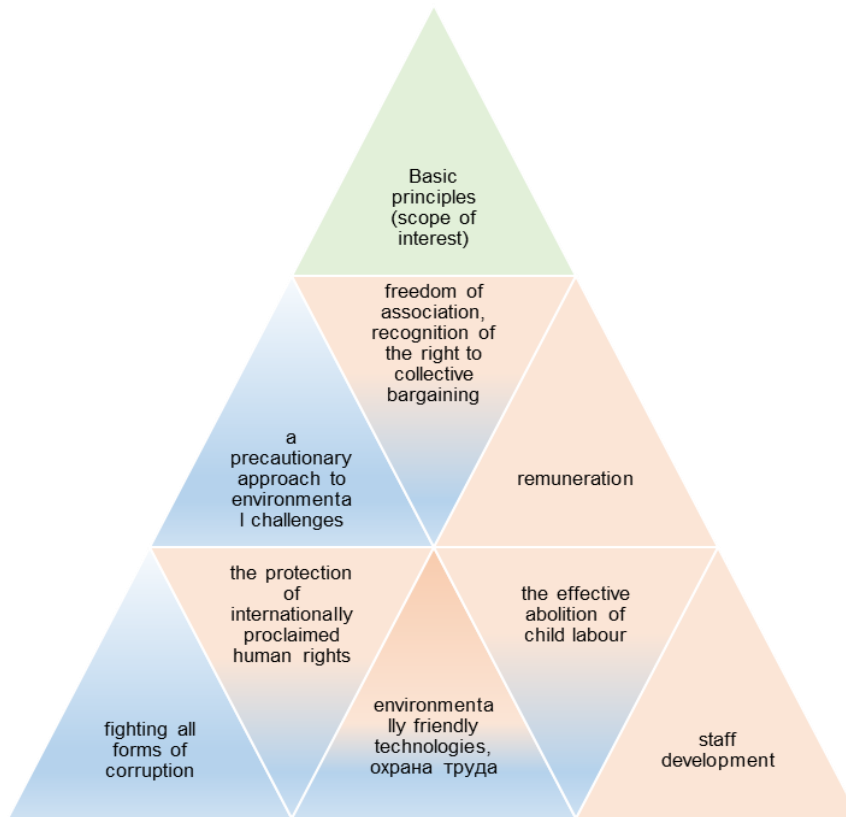 Basic
principles
(scope of
interest)
freedom of
association,
recognition of
the right to
collective
bargaining
a
precautionary
approach to
environmenta
l challenges
remuneration
the protection
of
internationally
proclaimed
human rights
the effective
abolition of
child labour
environmenta
lly friendly
technologies,
охрана труда
fighting all
forms of
corruption
staff
development